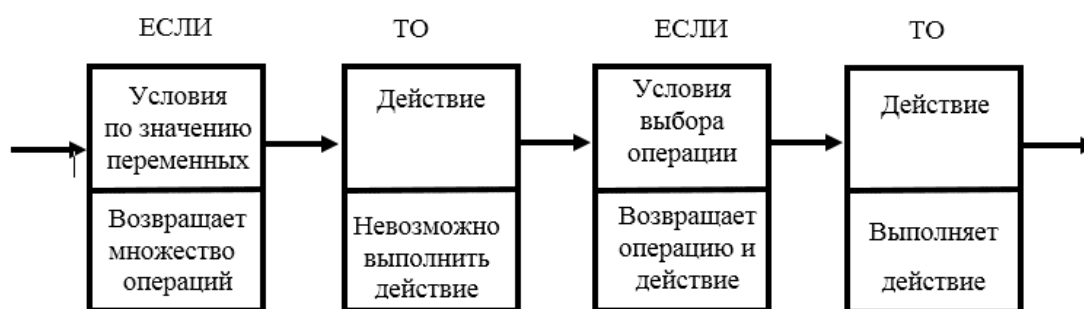 ЕСЛИ
ТО
ЕСЛИ
ТО
Условия
по значению
переменных
Возвращает
множество
операций
Действие
Невозможно
выполнить
действие
Условия
выбора
операции
Возвращает
операцию и
действие
Действие
Выполняет
действие